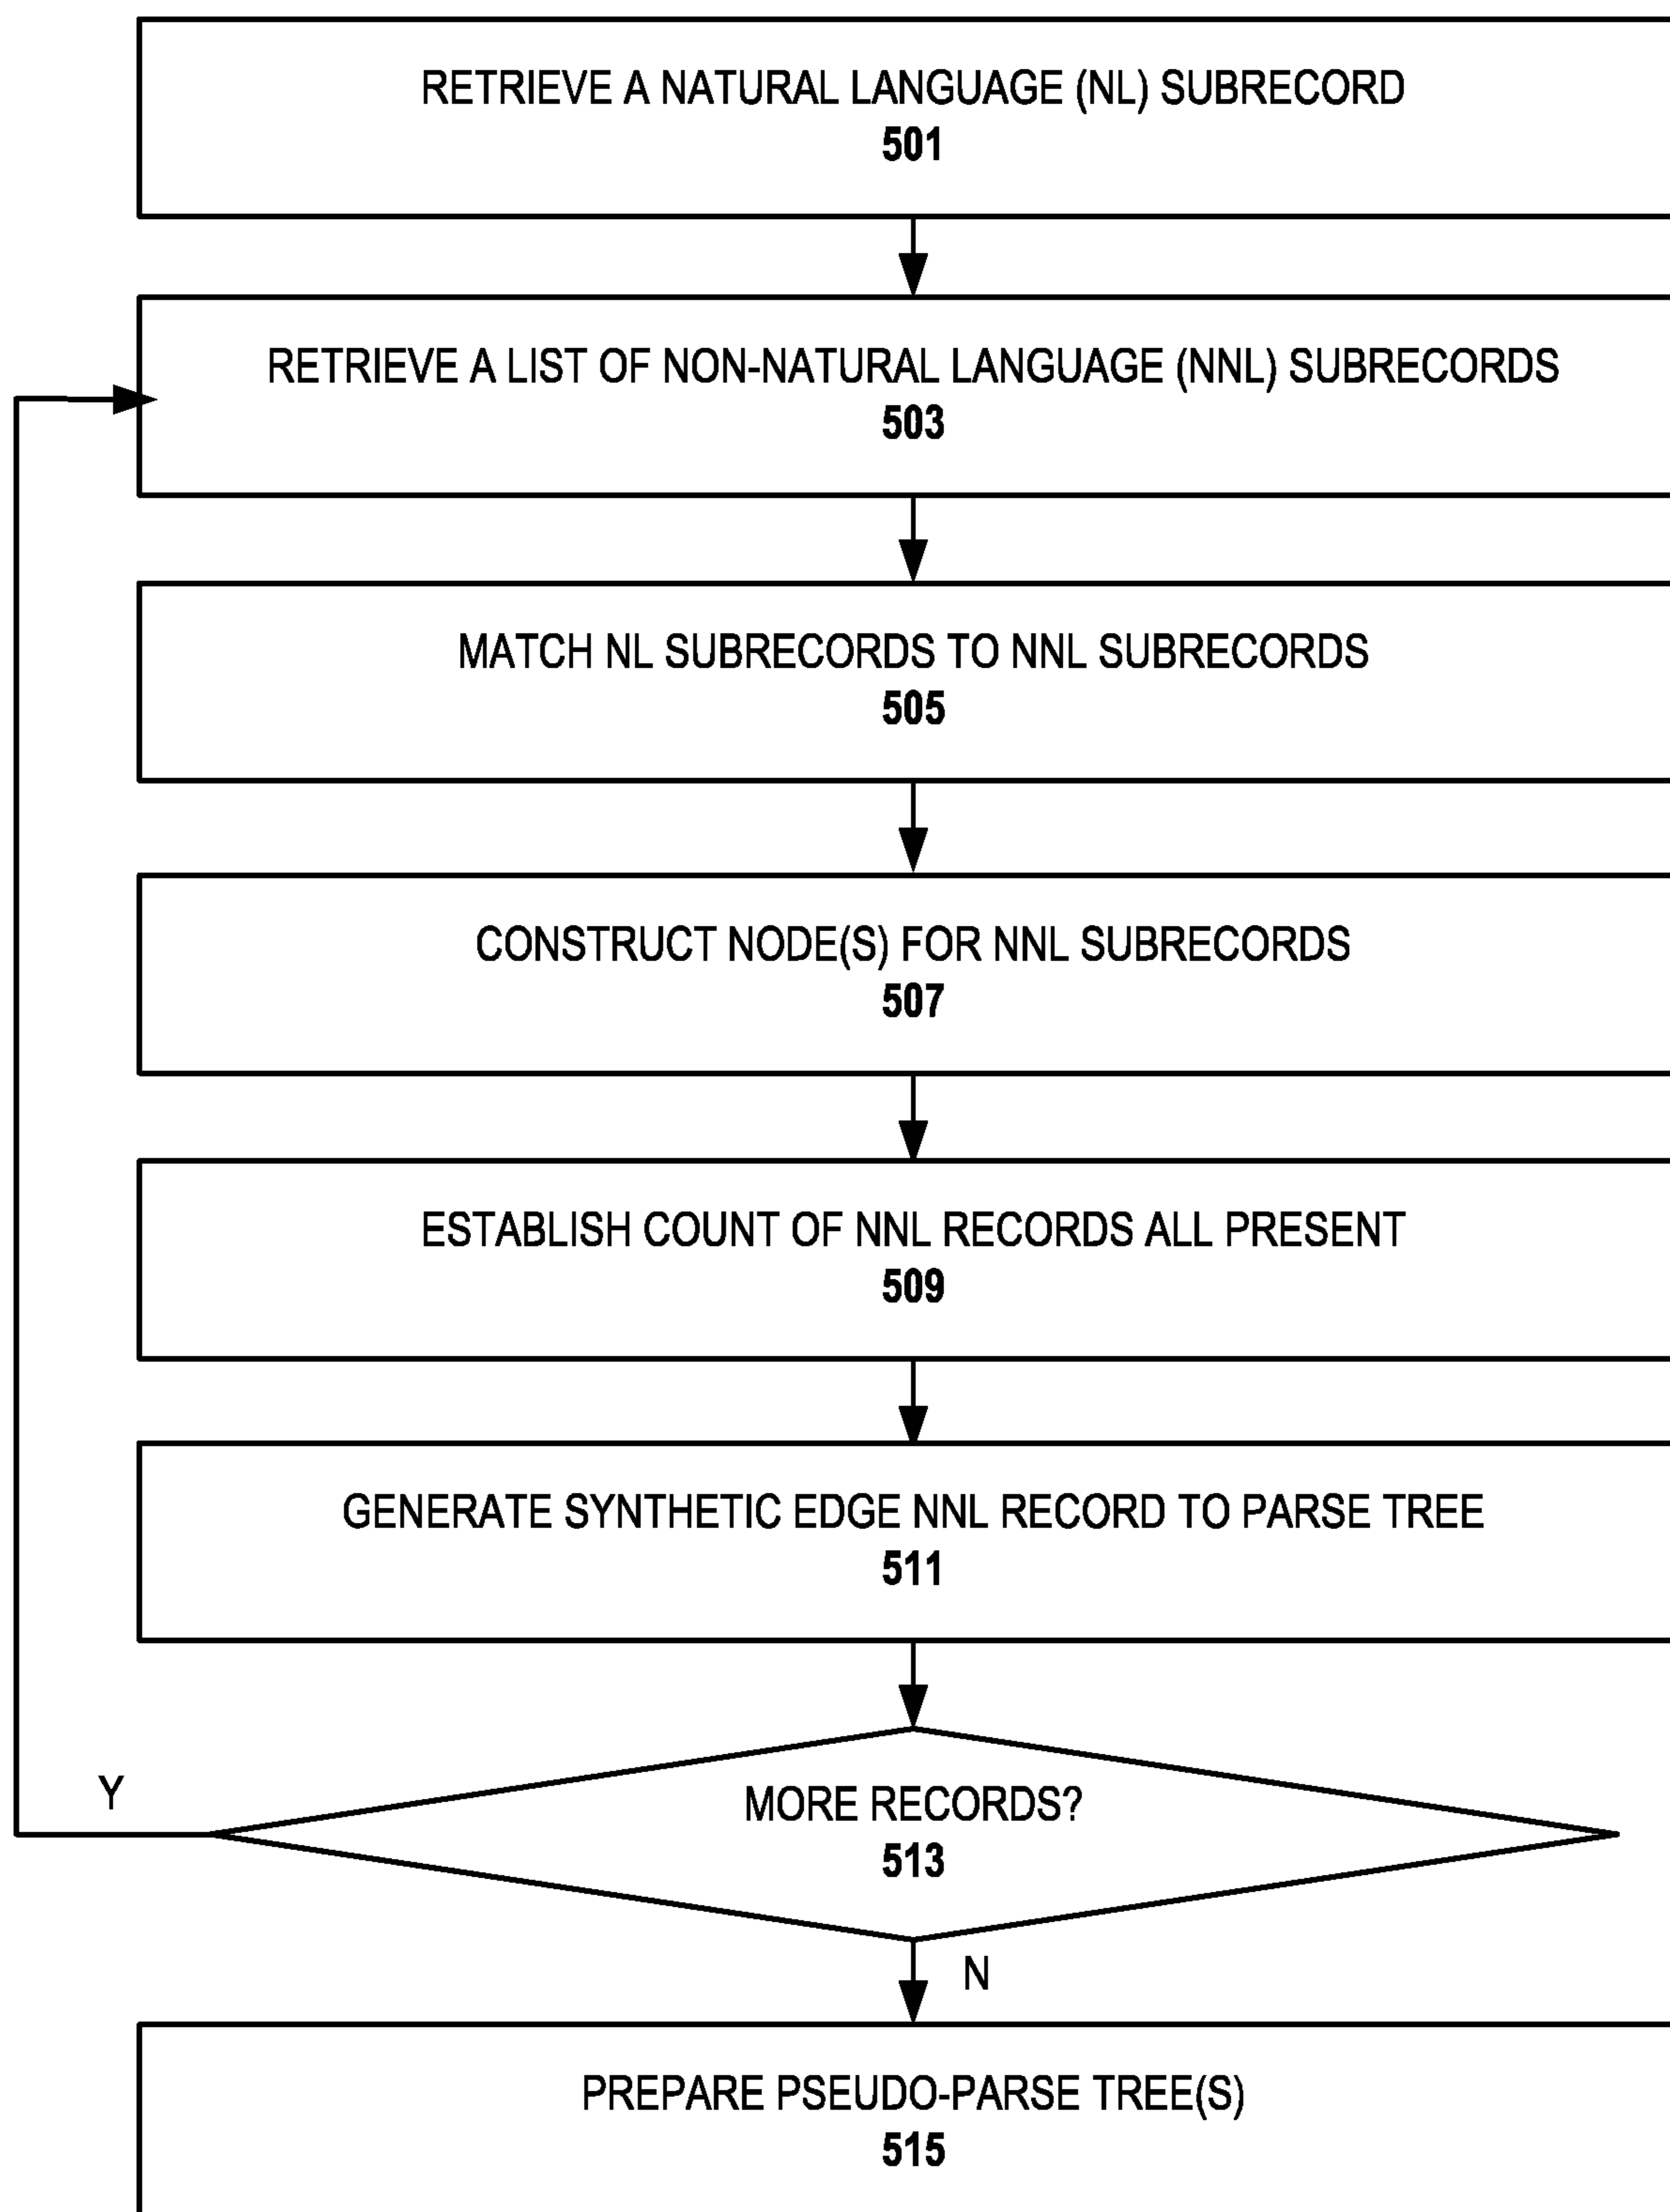 RETRIEVE A NATURAL LANGUAGE (NL) SUBRECORD
501
RETRIEVE A LIST OF NON-NATURAL LANGUAGE (NNL) SUBRECORDS
503
MATCH NL SUBRECORDS TO NNL SUBRECORDS
505
CONSTRUCT NODE(S) FOR NNL SUBRECORDS
507
ESTABLISH COUNT OF NNL RECORDS ALL PRESENT
509
GENERATE SYNTHETIC EDGE NNL RECORD TO PARSE TREE
511
Y
MORE RECORDS?
513
N
PREPARE PSEUDO-PARSE TREE(S)
515